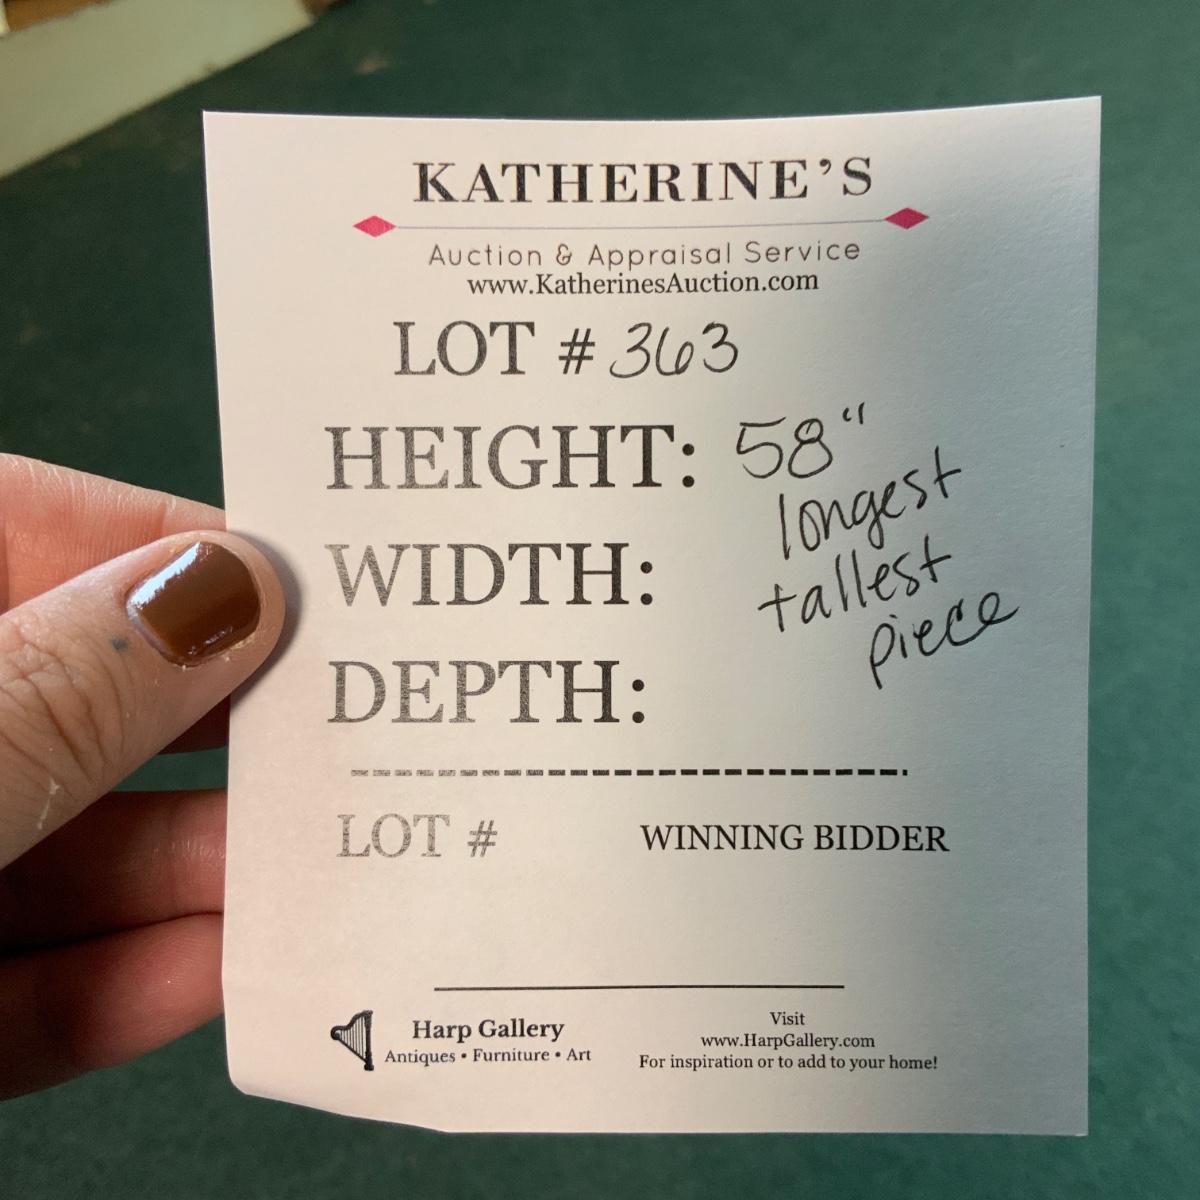 KATHERINE'S
Auction & Appraisal Service
www.KatherinesAuction.com
LOT # 363
HEIGHT: 58"
longest
tallest
piece
WIDTH:
DEPTH:
LOT # WINNING BIDDER
Harp Gallery
Antiques • Furniture • Art
Visit
www.HarpGallery.com
For inspiration or to add to your home!